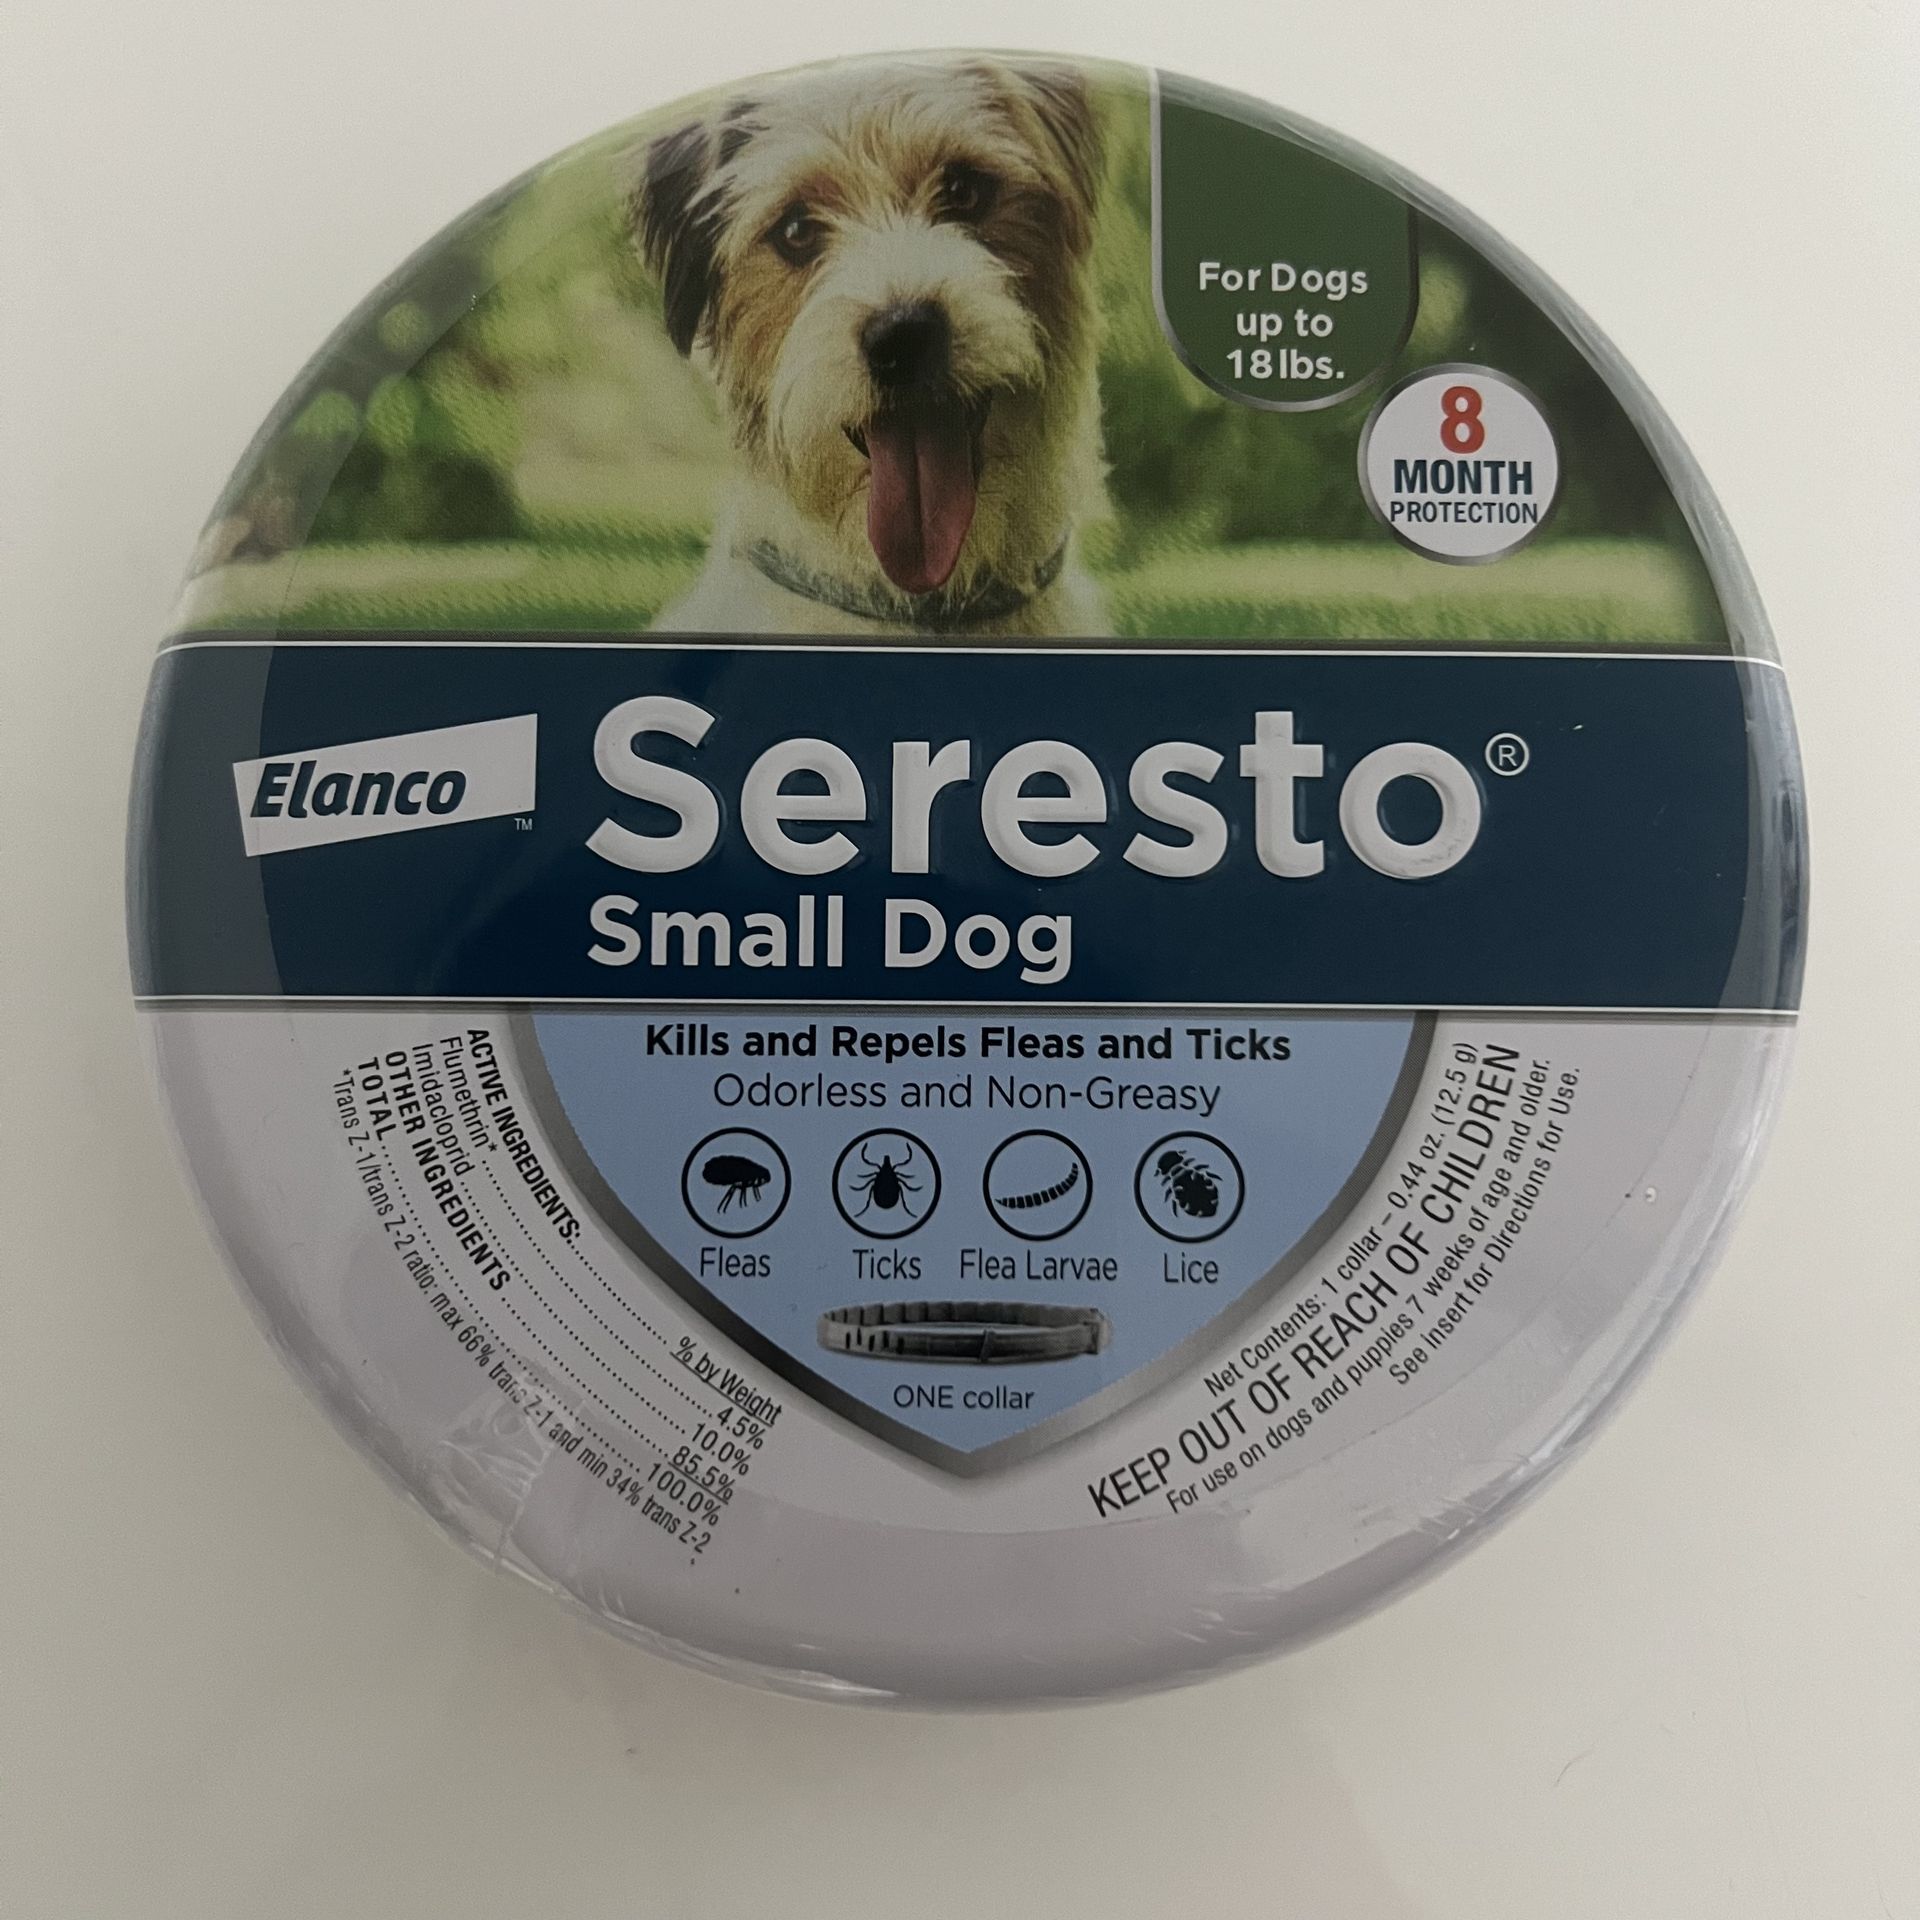 For Dogs
up to
18 lbs.
8
MONTH
PROTECTION
Elanco™
Seresto®
Small Dog
Kills and Repels Fleas and Ticks
Odorless and Non-Greasy
Fleas
Ticks
Flea Larvae
Lice
ONE collar
ACTIVE INGREDIENTS: % by Weight
Flumethrin* 4.5%
Imidacloprid 10.0%
OTHER INGREDIENTS 85.5%
TOTAL 100.0%
*Trans Z-1/trans Z-2 ratio: max 66% trans Z-1 and min 34% trans Z-2.
Net Contents: 1 collar – 0.44 oz. (12.5 g)
KEEP OUT OF REACH OF CHILDREN
For use on dogs and puppies 7 weeks of age and older.
See insert for Directions for Use.